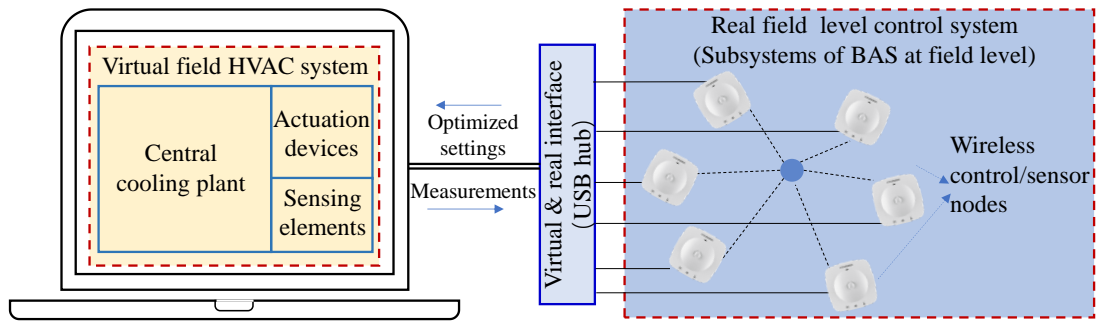 Virtual field HVAC system
Central
cooling plant
Actuation
devices
Sensing
elements
Optimized
settings
Measurements
Virtual & real interface
(USB hub)
Real field level control system
(Subsystems of BAS at field level)
Wireless
control/sensor
nodes